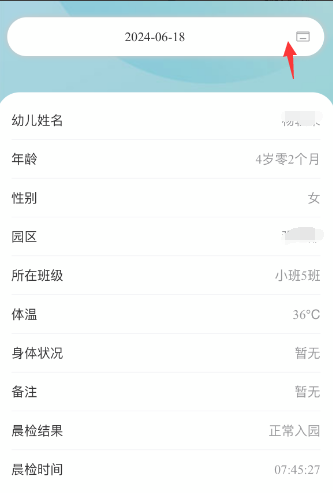 2024-06-18
幼儿姓名
年龄 4岁零2个月
性别 女
园区
所在班级 小班5班
体温 36℃
身体状况 暂无
备注 暂无
晨检结果 正常入园
晨检时间 07:45:27